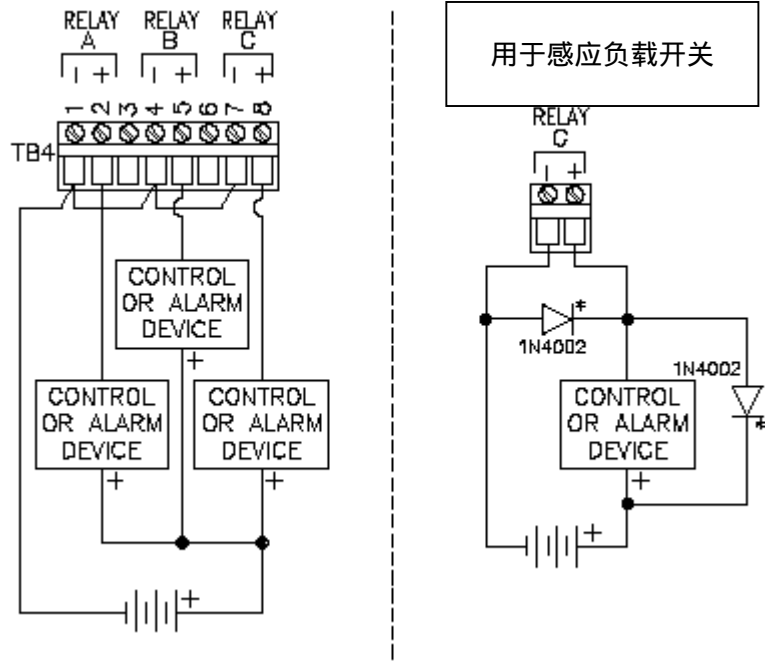 RELAY A
RELAY B
RELAY C
- + - + - +
1 2 3 4 5 6 7 8
TB4
CONTROL
OR ALARM
DEVICE
+
CONTROL
OR ALARM
DEVICE
+
CONTROL
OR ALARM
DEVICE
+
+
用于感应负载开关
RELAY
C
- +
*
1N4002
1N4002
*
CONTROL
OR ALARM
DEVICE
+
+